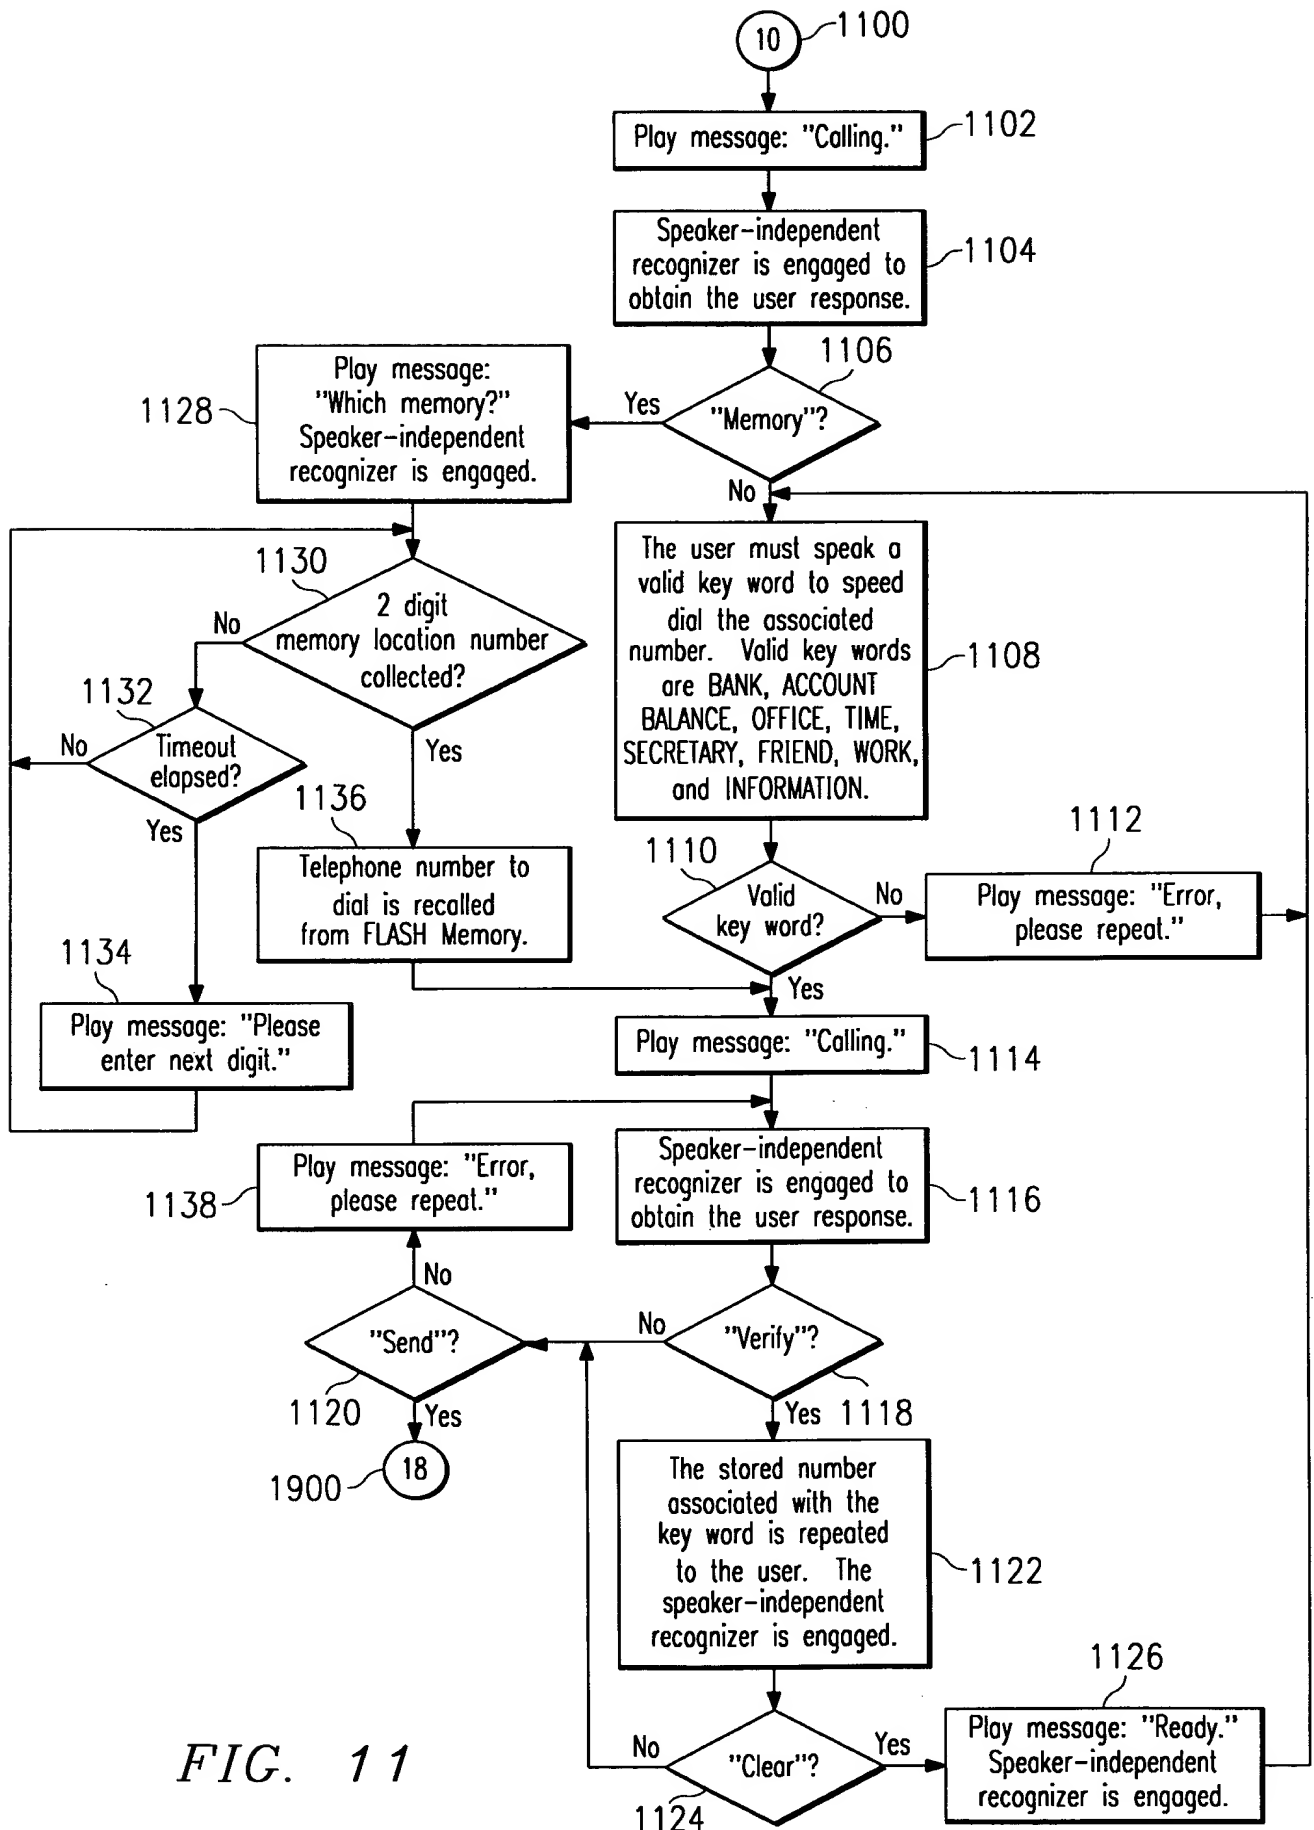 10
1100
Play message: "Calling."
1102
Speaker-independent
recognizer is engaged to
obtain the user response.
1104
1106
"Memory"?
Yes
No
Play message:
"Which memory?"
Speaker-independent
recognizer is engaged.
1128
1130
2 digit
memory location number
collected?
No
Yes
1132
Timeout
elapsed?
No
Yes
1134
Play message: "Please
enter next digit."
1136
Telephone number to
dial is recalled
from FLASH Memory.
The user must speak a
valid key word to speed
dial the associated
number. Valid key words
are BANK, ACCOUNT
BALANCE, OFFICE, TIME,
SECRETARY, FRIEND, WORK,
and INFORMATION.
1108
1110
Valid
key word?
No
Yes
1112
Play message: "Error,
please repeat."
Play message: "Calling."
1114
Speaker-independent
recognizer is engaged to
obtain the user response.
1116
Play message: "Error,
please repeat."
1138
No
"Send"?
1120
Yes
18
1900
No
"Verify"?
Yes
1118
The stored number
associated with the
key word is repeated
to the user. The
speaker-independent
recognizer is engaged.
1122
No
"Clear"?
Yes
1124
1126
Play message: "Ready."
Speaker-independent
recognizer is engaged.
FIG. 11